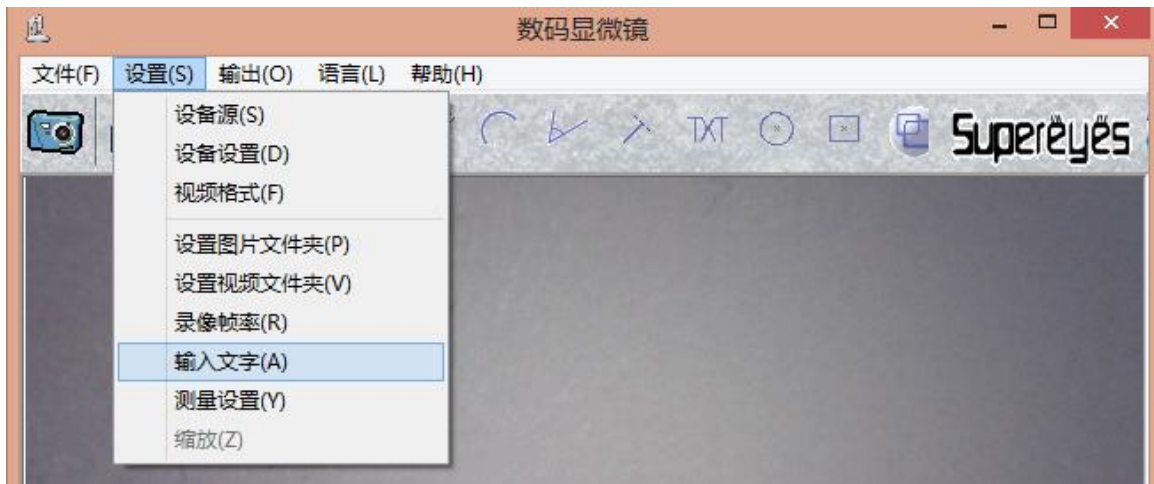 数码显微镜
文件(F) 设置(S) 输出(O) 语言(L) 帮助(H)
TXT Supereyes
设备源(S)
设备设置(D)
视频格式(F)
设置图片文件夹(P)
设置视频文件夹(V)
录像帧率(R)
输入文字(A)
测量设置(Y)
缩放(Z)